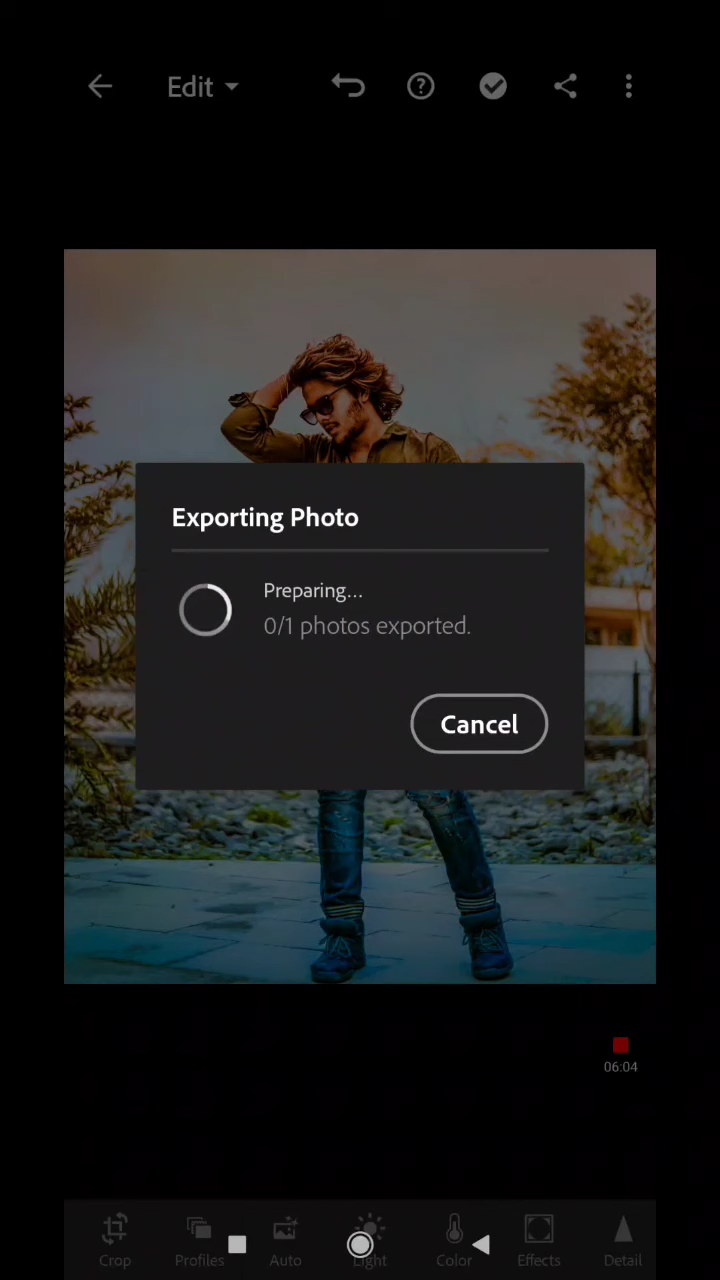 Edit
Exporting Photo
Preparing...
0/1 photos exported.
Cancel
06:04
Crop
Profiles
Auto
Light
Color
Effects
Detail